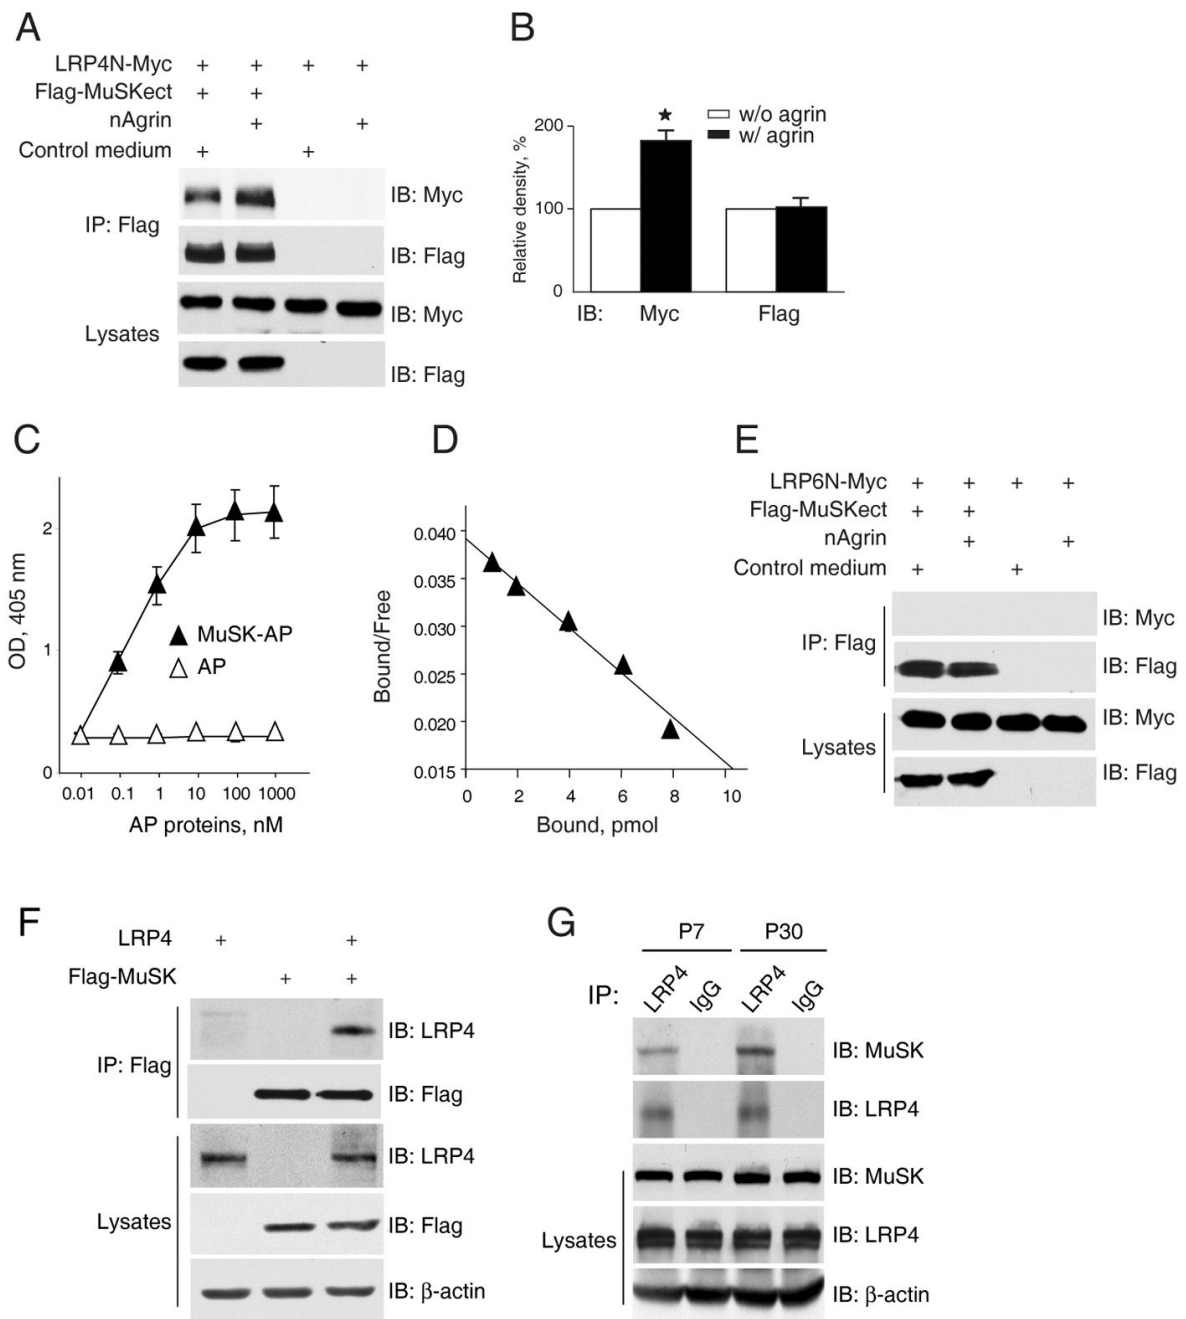 A
LRP4N-Myc + + + +
Flag-MuSKect + +
nAgrin + +
Control medium + +
IP: Flag
IB: Myc
IB: Flag
Lysates
IB: Myc
IB: Flag
B
w/o agrin
w/ agrin
★
Relative density, %
200
100
0
IB: Myc Flag
C
OD, 405 nm
2
1
0
MuSK-AP
AP
0.01 0.1 1 10 100 1000
AP proteins, nM
D
Bound/Free
0.040
0.035
0.030
0.025
0.020
0.015
0 2 4 6 8 10
Bound, pmol
E
LRP6N-Myc + + + +
Flag-MuSKect + +
nAgrin + +
Control medium + +
IP: Flag
IB: Myc
IB: Flag
Lysates
IB: Myc
IB: Flag
F
LRP4 + +
Flag-MuSK + +
IP: Flag
IB: LRP4
IB: Flag
Lysates
IB: LRP4
IB: Flag
IB: β-actin
G
P7 P30
IP: LRP4 IgG LRP4 IgG
IB: MuSK
IB: LRP4
Lysates
IB: MuSK
IB: LRP4
IB: β-actin